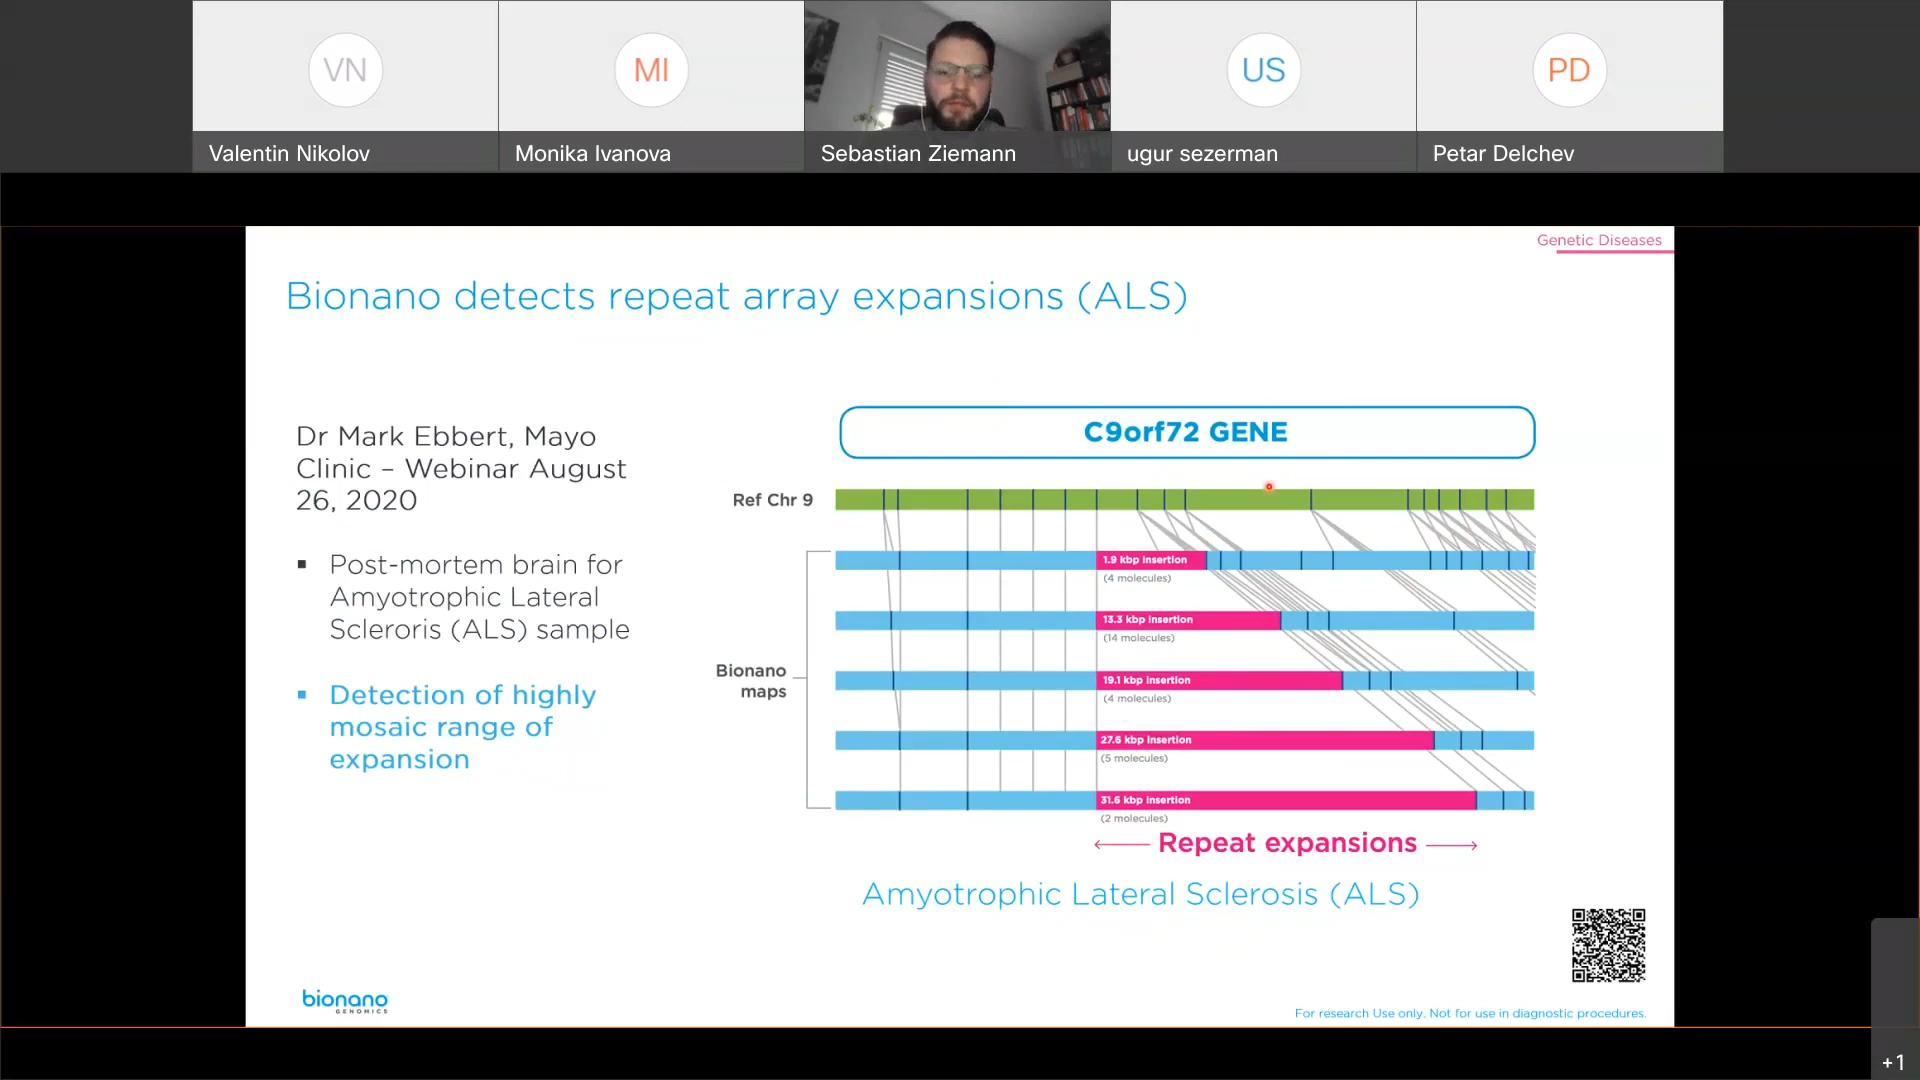 VN
MI
US
PD
Valentin Nikolov
Monika Ivanova
Sebastian Ziemann
ugur sezerman
Petar Delchev
Genetic Diseases
Bionano detects repeat array expansions (ALS)
Dr Mark Ebbert, Mayo
Clinic – Webinar August
26, 2020
▪ Post-mortem brain for
Amyotrophic Lateral
Scleroris (ALS) sample
▪ Detection of highly
mosaic range of
expansion
C9orf72 GENE
Ref Chr 9
Bionano
maps
1.9 kbp insertion
(4 molecules)
13.3 kbp insertion
(14 molecules)
19.1 kbp insertion
(4 molecules)
27.6 kbp insertion
(5 molecules)
31.6 kbp insertion
(2 molecules)
Repeat expansions
Amyotrophic Lateral Sclerosis (ALS)
bionano
GENOMICS
For research Use only. Not for use in diagnostic procedures.
+1